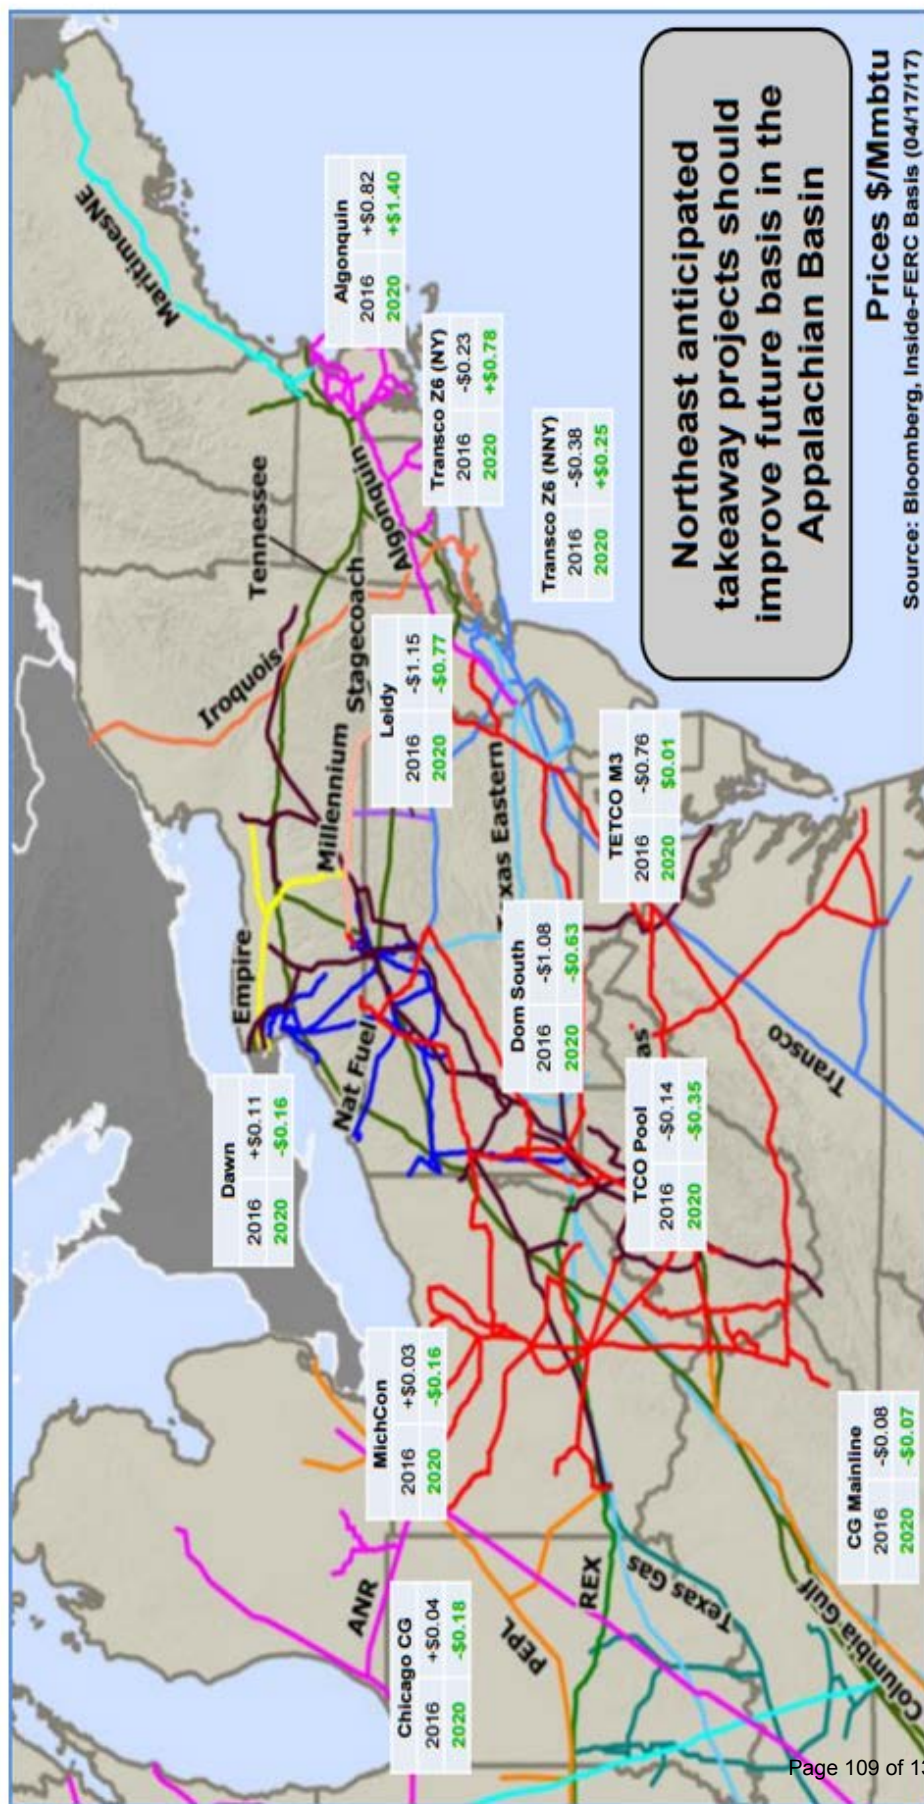 MaritimesNE
Algonquin
2016 +$0.82
2020 +$1.40
Tennessee
Transco Z6 (NY)
2016 -$0.23
2020 +$0.78
Iroquois
Stagecoach
Algonquin
Transco Z6 (NNY)
2016 -$0.38
2020 +$0.25
Millennium
Leidy
2016 -$1.15
2020 -$0.77
Empire
exas Eastern
TETCO M3
2016 -$0.76
2020 $0.01
Nat Fuel
Dom South
2016 -$1.08
2020 -$0.63
Dawn
2016 +$0.11
2020 -$0.16
as
TCO Pool
2016 -$0.14
2020 -$0.35
Transco
MichCon
2016 +$0.03
2020 -$0.16
ANR
Chicago CG
2016 +$0.04
2020 -$0.18
PEPL
REX
Texas Gas
Columbia Gulf
CG Mainline
2016 -$0.08
2020 -$0.07
Northeast anticipated
takeaway projects should
improve future basis in the
Appalachian Basin
Prices $/Mmbtu
Source: Bloomberg, Inside-FERC Basis (04/17/17)
Page 109 of 13